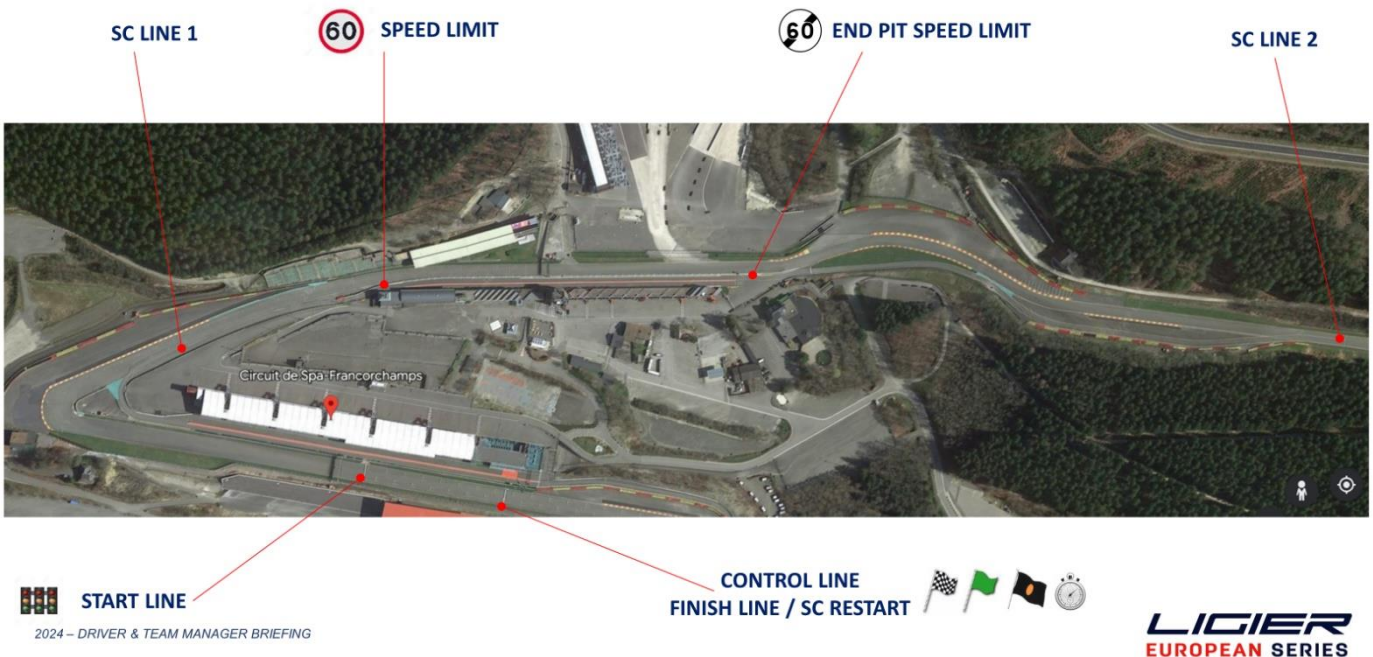 SC LINE 1
60 SPEED LIMIT
60 END PIT SPEED LIMIT
SC LINE 2
Circuit de Spa-Francorchamps
START LINE
CONTROL LINE
FINISH LINE / SC RESTART
2024 – DRIVER & TEAM MANAGER BRIEFING
LIGIER
EUROPEAN SERIES